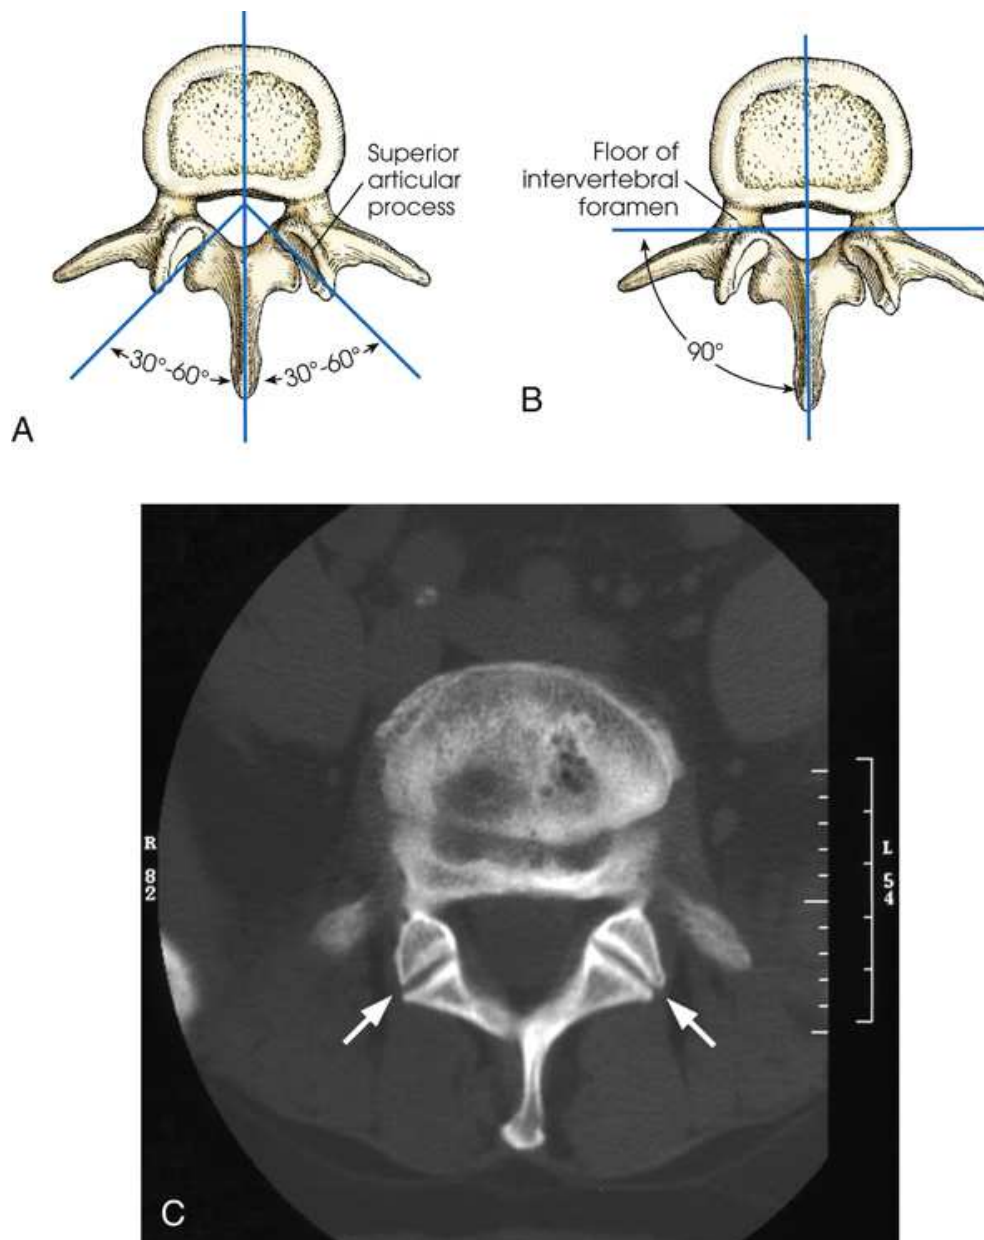 Superior
articular
process
30°-60°
30°-60°
A
Floor of
intervertebral
foramen
90°
B
R
82
L
54
C